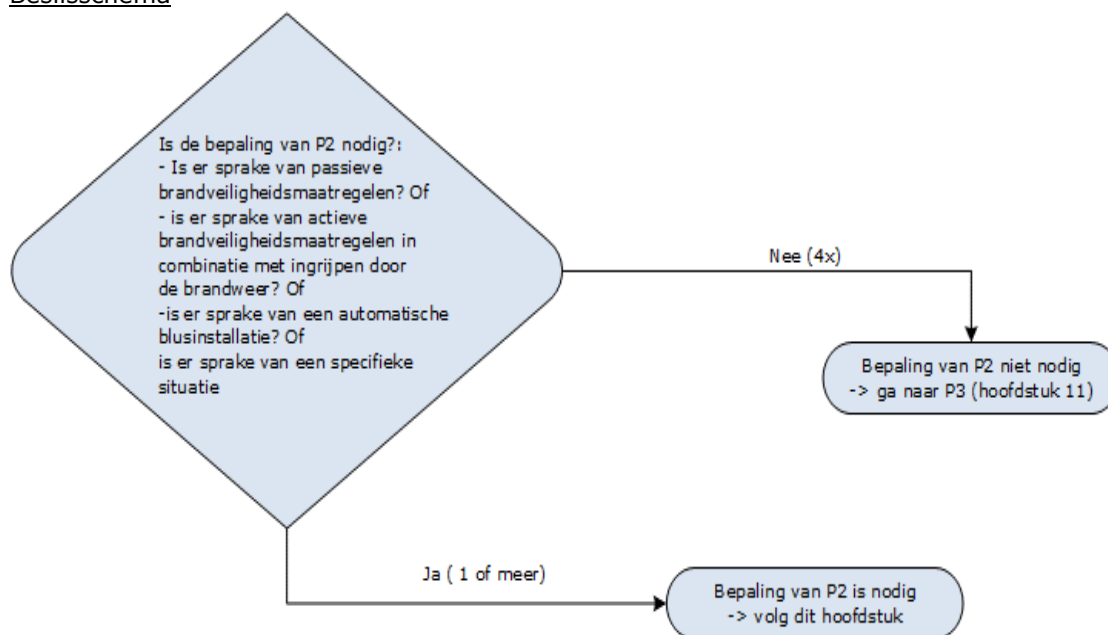 Beslisschema
Is de bepaling van P2 nodig?:
- Is er sprake van passieve
brandveiligheidsmaatregelen? Of
- is er sprake van actieve
brandveiligheidsmaatregelen in
combinatie met ingrijpen door
de brandweer? Of
-is er sprake van een automatische
blusinstallatie? Of
is er sprake van een specifieke
situatie
Nee (4x)
Bepaling van P2 niet nodig
-> ga naar P3 (hoofdstuk 11)
Ja ( 1 of meer)
Bepaling van P2 is nodig
-> volg dit hoofdstuk